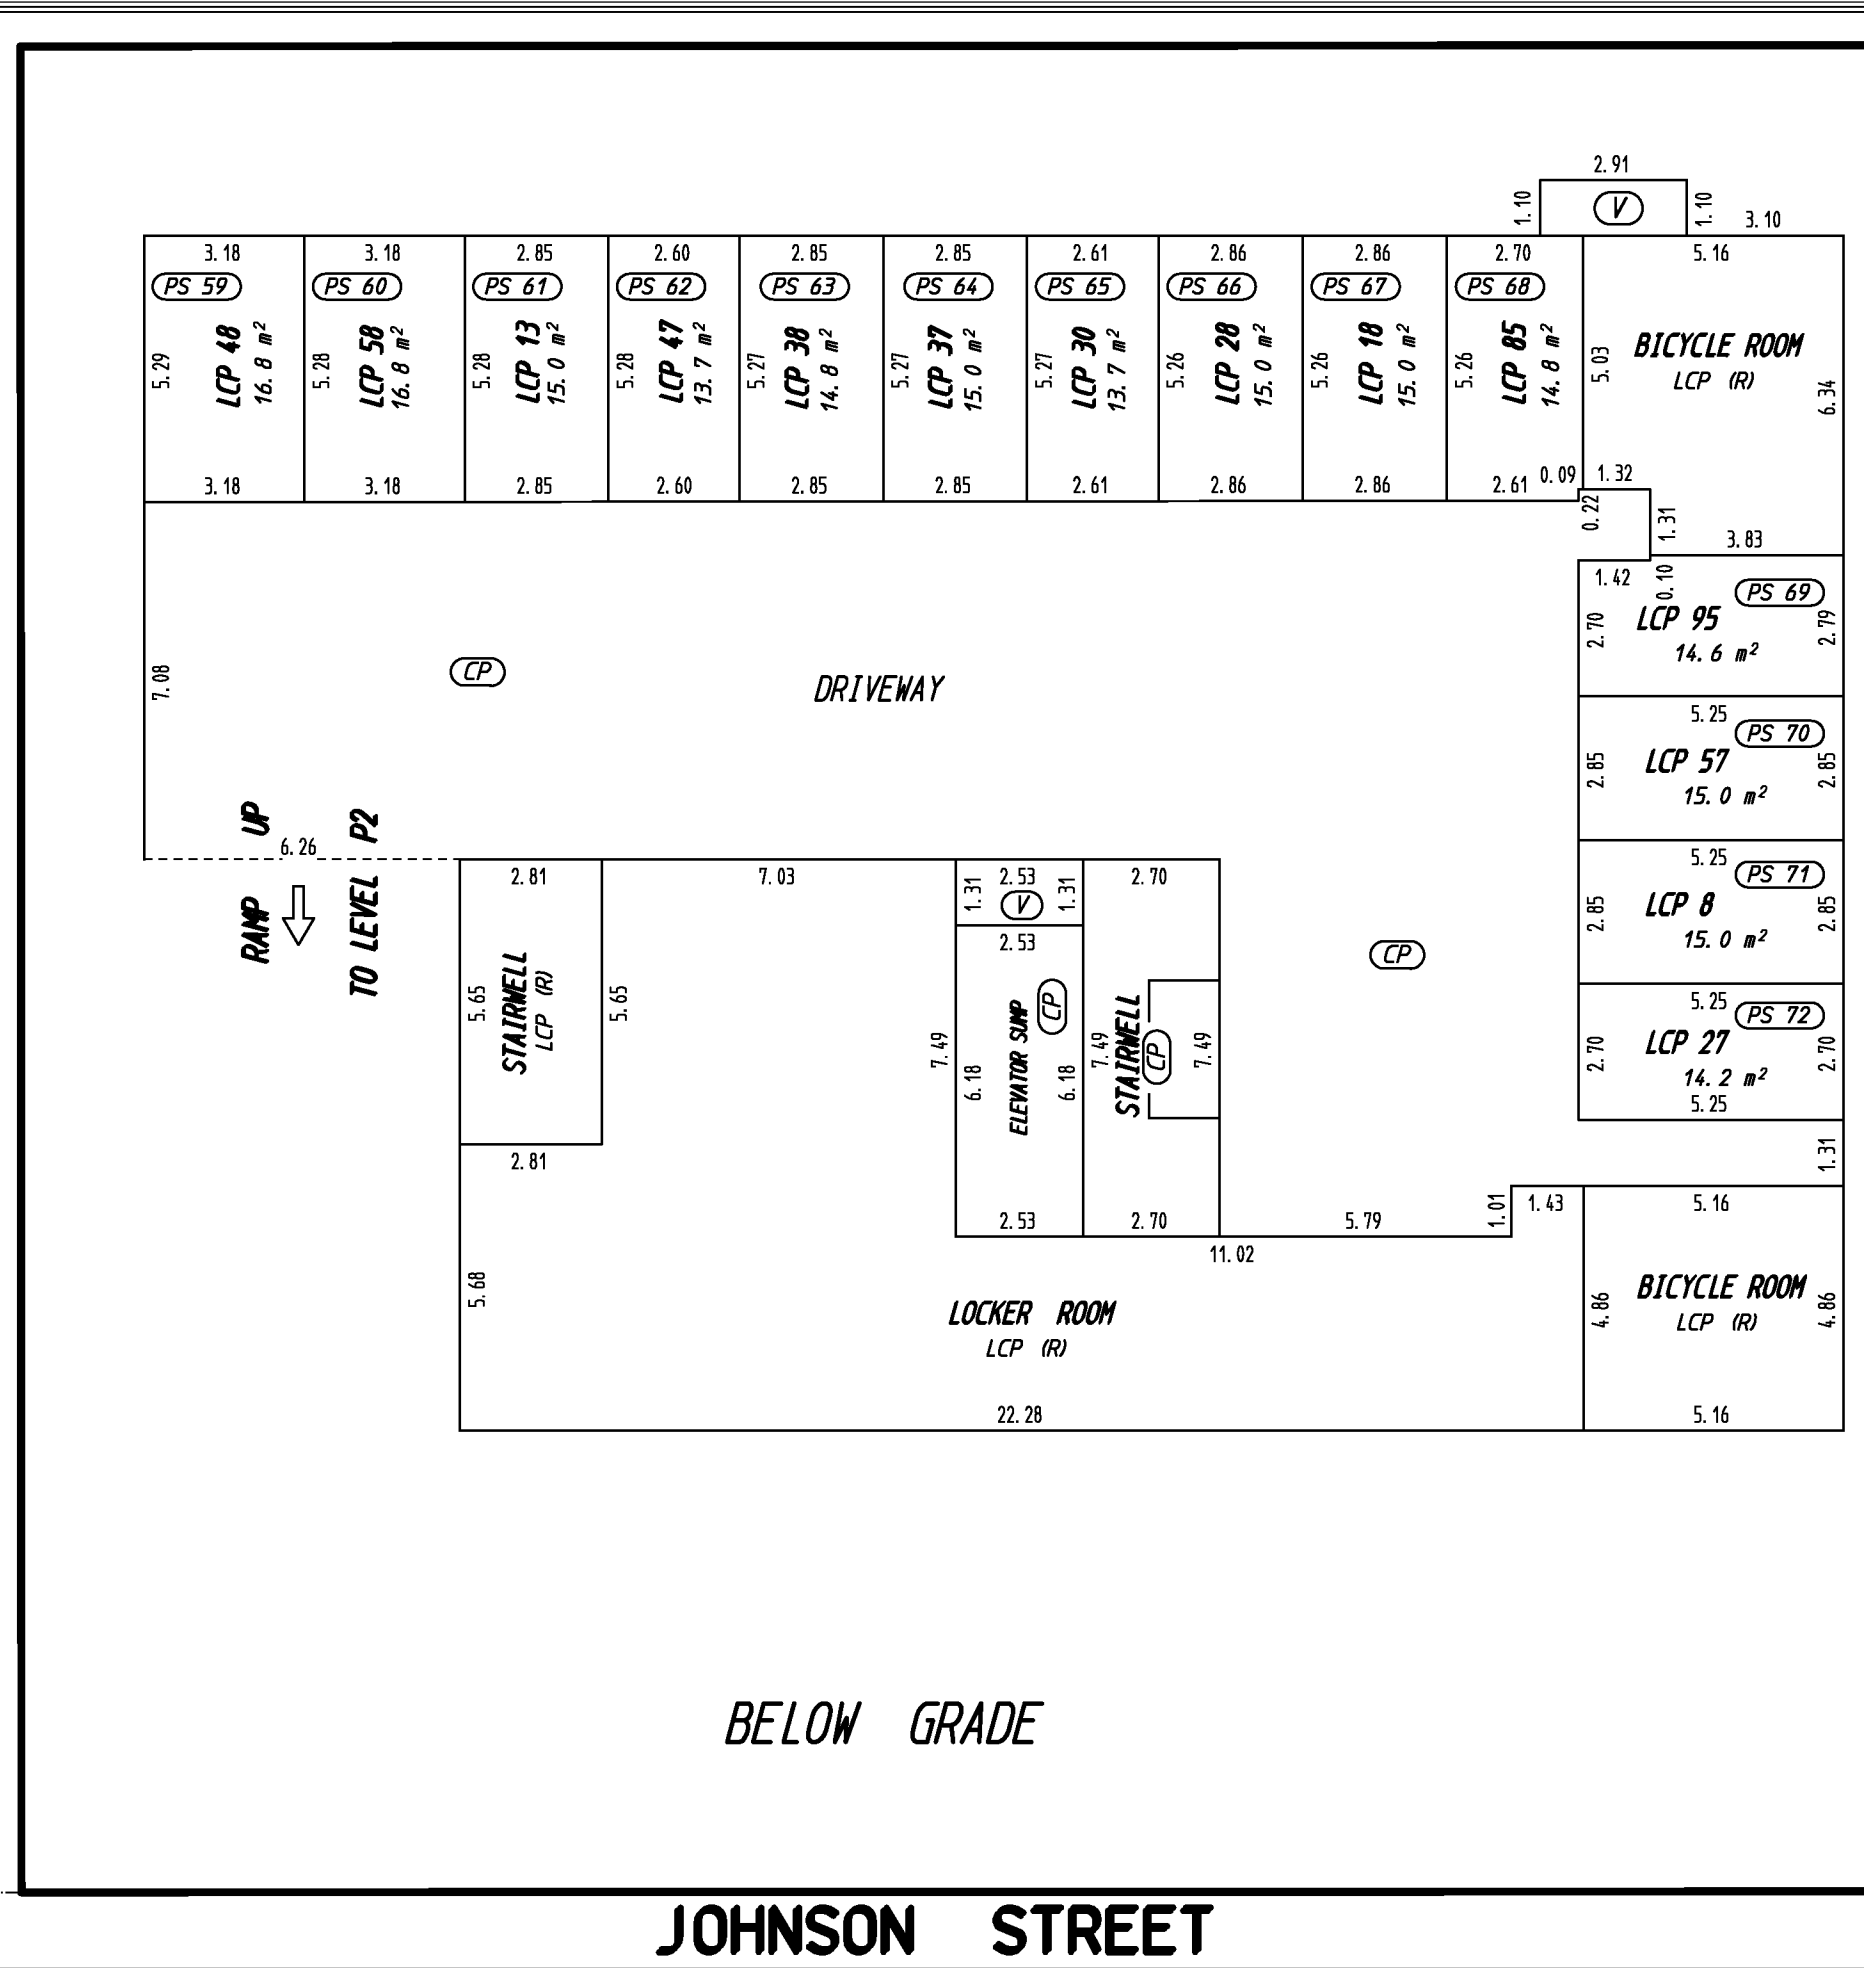 2.91
1.10
V
1.10
3.10
3.18
3.18
2.85
2.60
2.85
2.85
2.61
2.86
2.86
2.70
5.16
PS 59
PS 60
PS 61
PS 62
PS 63
PS 64
PS 65
PS 66
PS 67
PS 68
5.29
LCP 48
16.8 m²
5.28
LCP 58
16.8 m²
5.28
LCP 13
15.0 m²
5.28
LCP 47
13.7 m²
5.27
LCP 38
14.8 m²
5.27
LCP 37
15.0 m²
5.27
LCP 30
13.7 m²
5.26
LCP 28
15.0 m²
5.26
LCP 18
15.0 m²
5.26
LCP 85
14.8 m²
5.03
BICYCLE ROOM
LCP (R)
6.34
3.18
3.18
2.85
2.60
2.85
2.85
2.61
2.86
2.86
2.61
0.09
1.32
0.22
1.31
3.83
1.42
0.10
PS 69
2.70
LCP 95
14.6 m²
2.79
7.08
CP
DRIVEWAY
5.25
PS 70
2.85
LCP 57
15.0 m²
2.85
RAMP UP
6.26
TO LEVEL P2
2.81
7.03
1.31
2.53
1.31
V
2.70
2.53
5.25
PS 71
2.85
LCP 8
15.0 m²
2.85
CP
5.65
STAIRWELL
LCP (R)
5.65
7.49
6.18
ELEVATOR SUMP
CP
6.18
7.49
STAIRWELL
CP
7.49
5.25
PS 72
2.70
LCP 27
14.2 m²
2.70
5.25
2.81
1.31
2.53
2.70
5.79
1.01
1.43
5.16
11.02
5.68
LOCKER ROOM
LCP (R)
4.86
BICYCLE ROOM
LCP (R)
4.86
22.28
5.16
BELOW GRADE
JOHNSON STREET